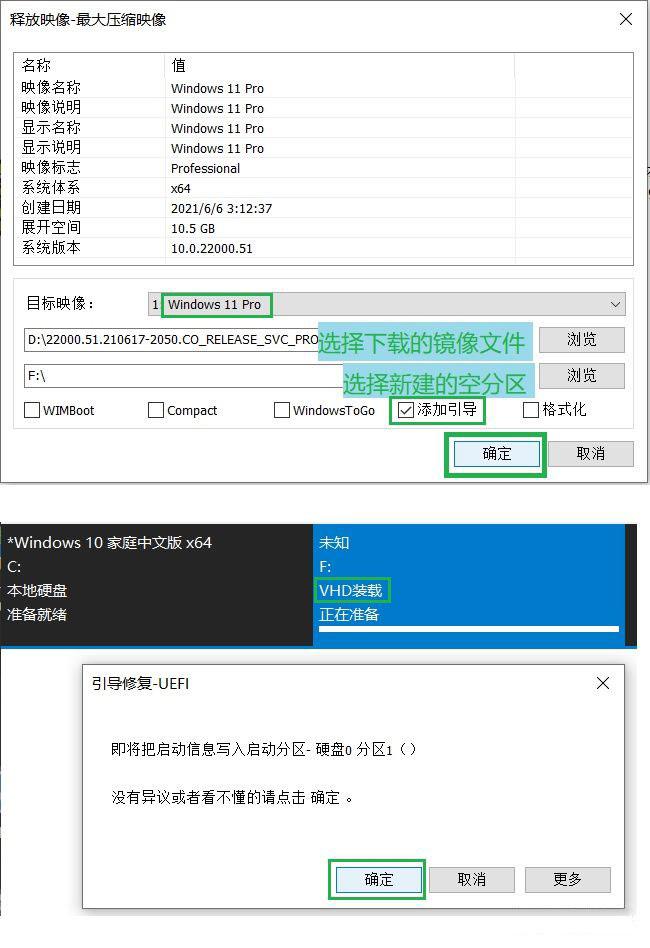 释放映像-最大压缩映像
名称 值
映像名称 Windows 11 Pro
映像说明 Windows 11 Pro
显示名称 Windows 11 Pro
显示说明 Windows 11 Pro
映像标志 Professional
系统体系 x64
创建日期 2021/6/6 3:12:37
展开空间 10.5 GB
系统版本 10.0.22000.51
目标映像： 1 Windows 11 Pro
D:\22000.51.210617-2050.CO_RELEASE_SVC_PRO 选择下载的镜像文件 浏览
F:\ 选择新建的空分区 浏览
WIMBoot Compact WindowsToGo 添加引导 格式化
确定 取消
*Windows 10 家庭中文版 x64 未知
C: F:
本地硬盘 VHD装载
准备就绪 正在准备
引导修复-UEFI
即将把启动信息写入启动分区- 硬盘0 分区1（ ）
没有异议或者看不懂的请点击 确定 。
确定 取消 更多